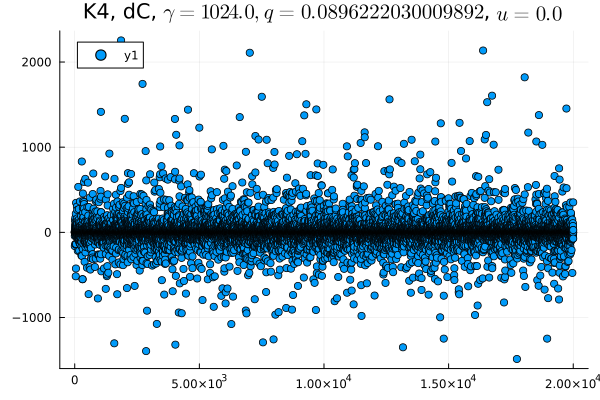 K4, dC, γ = 1024.0, q = 0.0896222030009892, u = 0.0
y1
2000
1000
0
−1000
0 5.00×10³ 1.00×10⁴ 1.50×10⁴ 2.00×10⁴